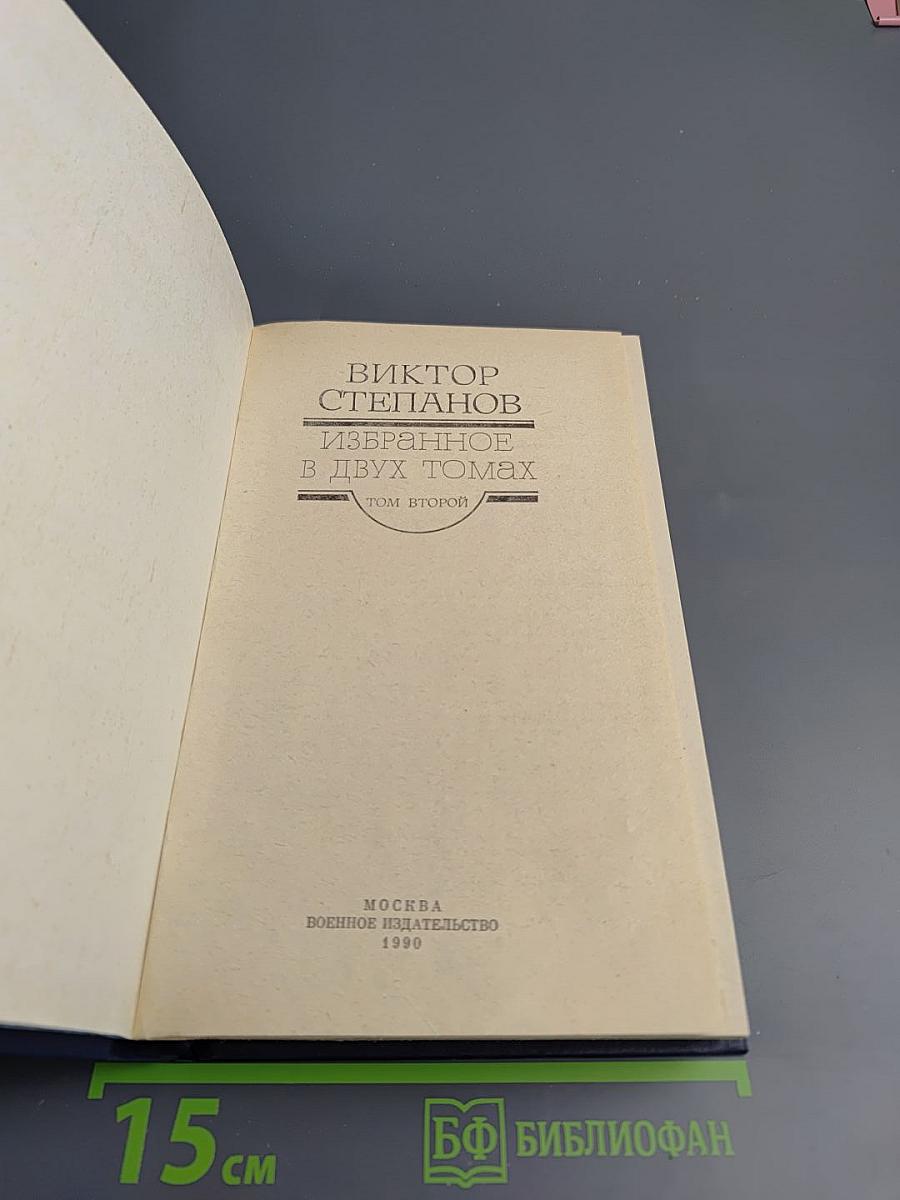 ВИКТОР
СТЕПАНОВ
ИЗБРАННОЕ
В ДВУХ ТОМАХ
ТОМ ВТОРОЙ
МОСКВА
ВОЕННОЕ ИЗДАТЕЛЬСТВО
1990
15 см
БФ БИБЛИОФАН